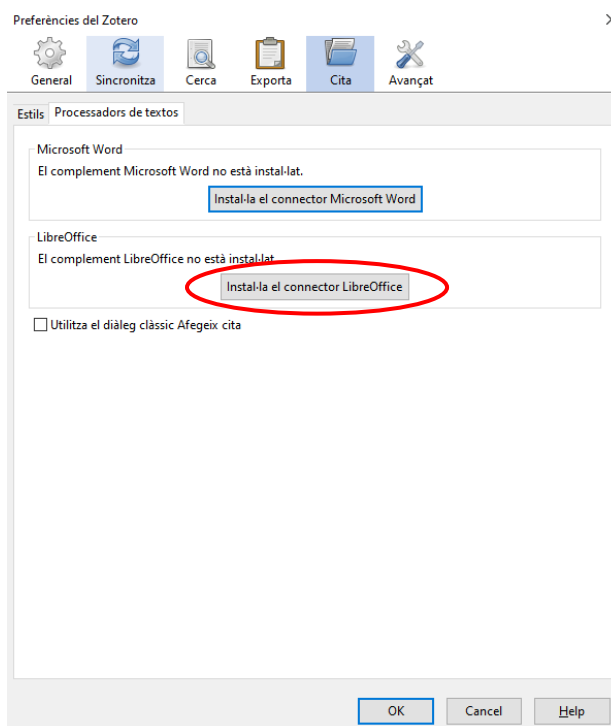 Preferències del Zotero
General Sincronitza Cerca Exporta Cita Avançat
Estils Processadors de textos
Microsoft Word
El complement Microsoft Word no està instal·lat.
Instal·la el connector Microsoft Word
LibreOffice
El complement LibreOffice no està instal·lat.
Instal·la el connector LibreOffice
Utilitza el diàleg clàssic Afegeix cita
OK Cancel Help